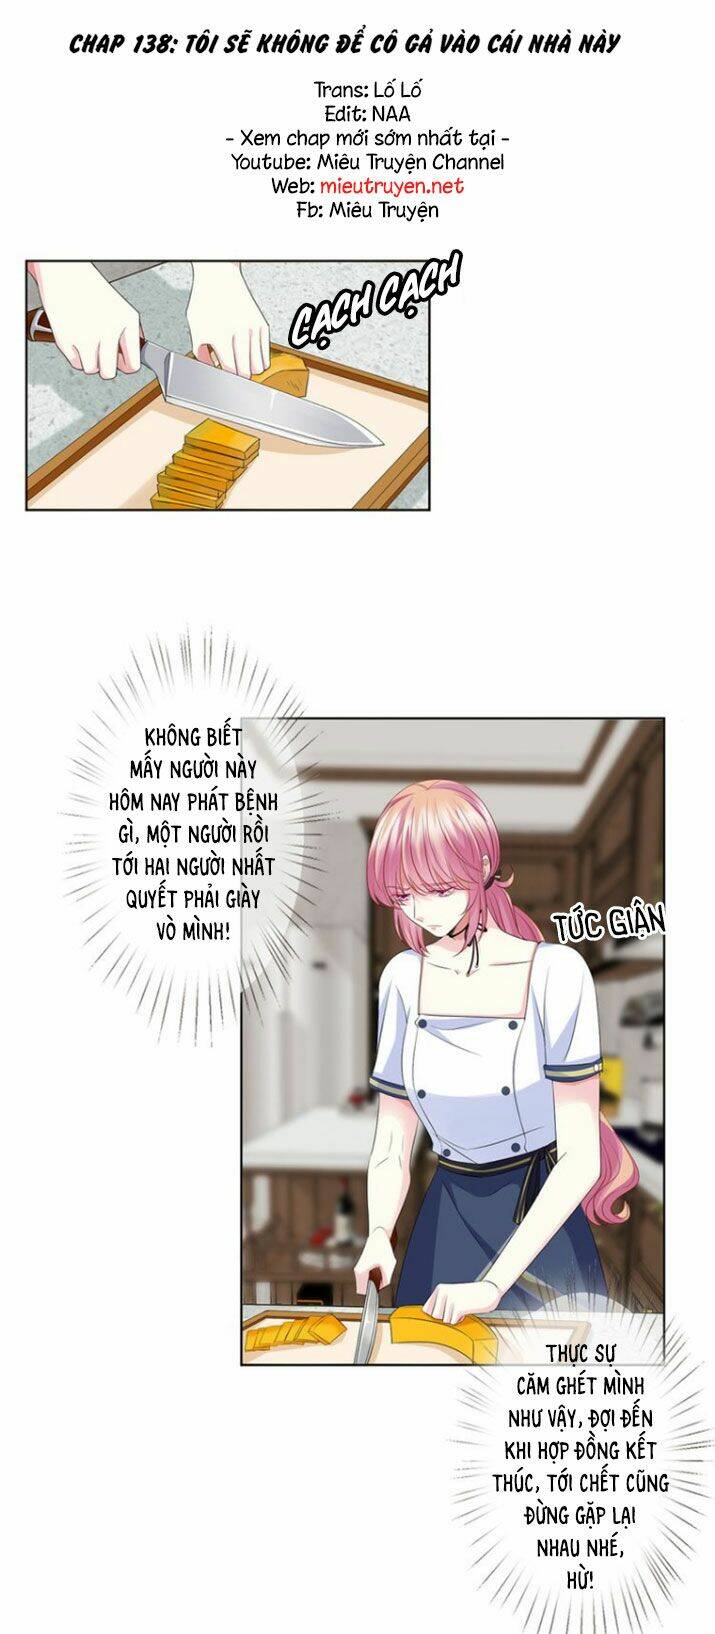 CHAP 138: TÔI SẼ KHÔNG ĐỂ CÔ GẢ VÀO CÁI NHÀ NÀY
Trans: Lố Lố
Edit: NAA
- Xem chap mới sớm nhất tại -
Youtube: Miêu Truyện Channel
Web: mieutruyen.net
Fb: Miêu Truyện
CẠCH CẠCH
KHÔNG BIẾT
MẤY NGƯỜI NÀY
HÔM NAY PHÁT BỆNH
GÌ, MỘT NGƯỜI RỒI
TỚI HAI NGƯỜI NHẤT
QUYẾT PHẢI GIÀY
VÒ MÌNH!
TỨC GIẬN
THỰC SỰ
CĂM GHÉT MÌNH
NHƯ VẬY, ĐỢI ĐẾN
KHI HỢP ĐỒNG KẾT
THÚC, TỚI CHẾT CŨNG
ĐỪNG GẶP LẠI
NHAU NHÉ,
HỪ!